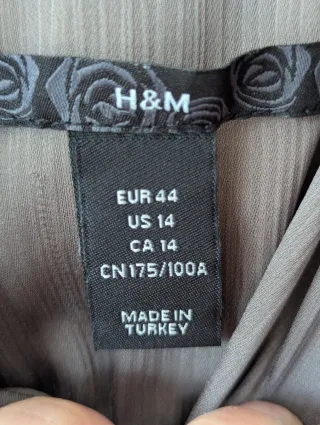 H&M
EUR 44
US 14
CA 14
CN175/100A
MADE IN
TURKEY